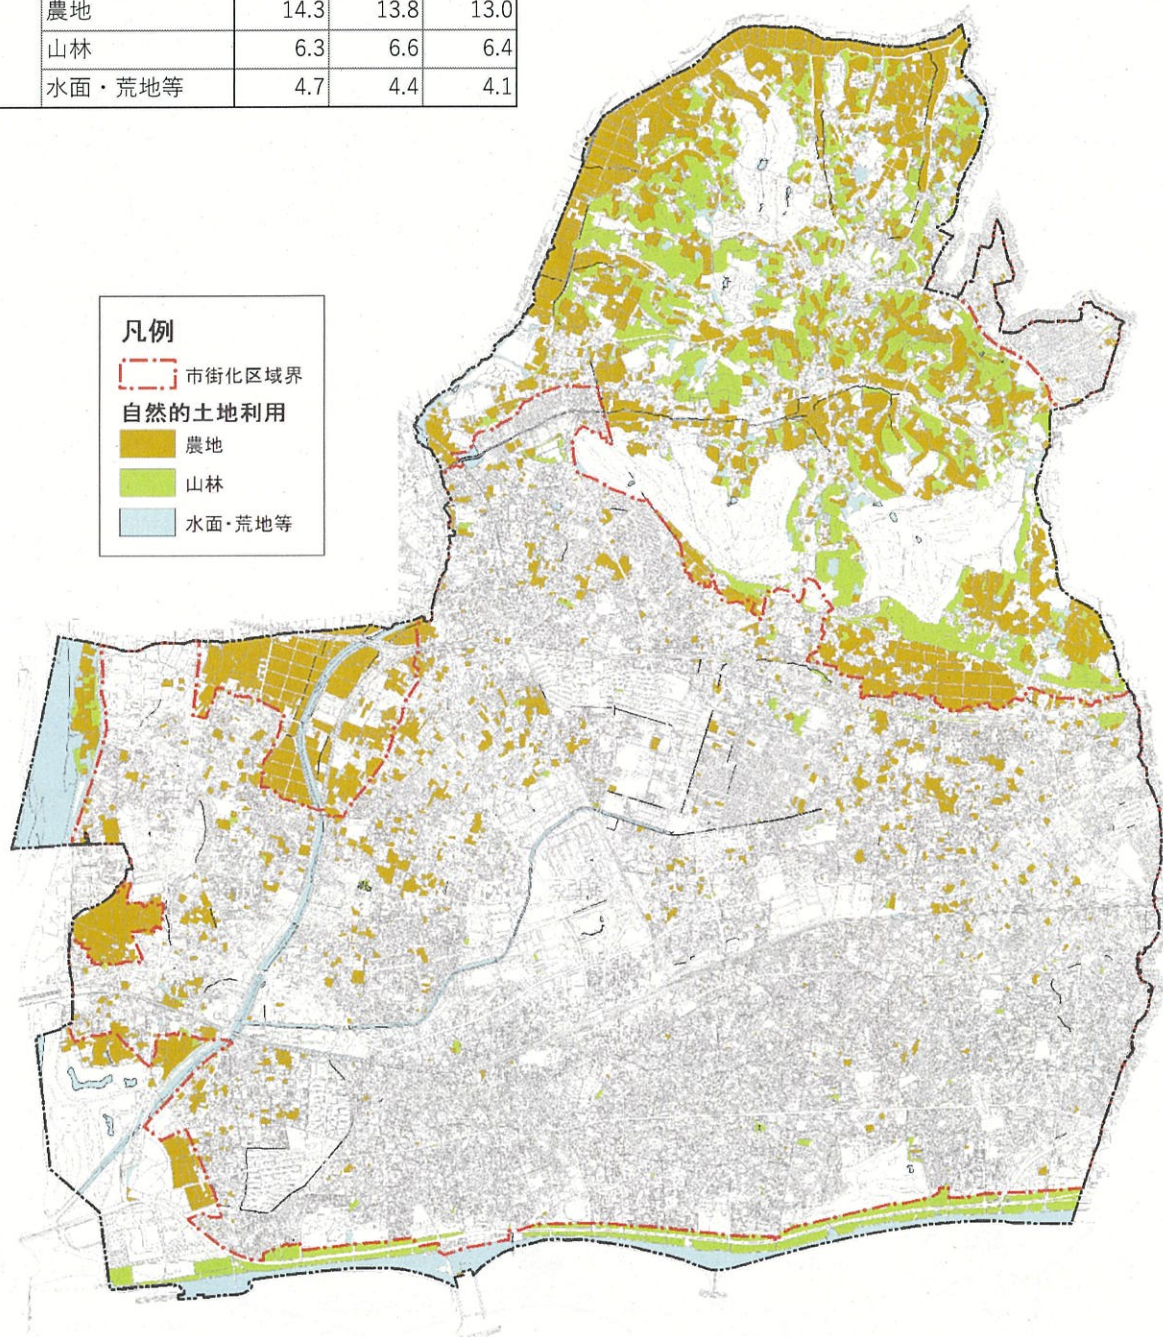 農地 14.3 13.8 13.0
山林 6.3 6.6 6.4
水面・荒地等 4.7 4.4 4.1
凡例
市街化区域界
自然的土地利用
農地
山林
水面・荒地等